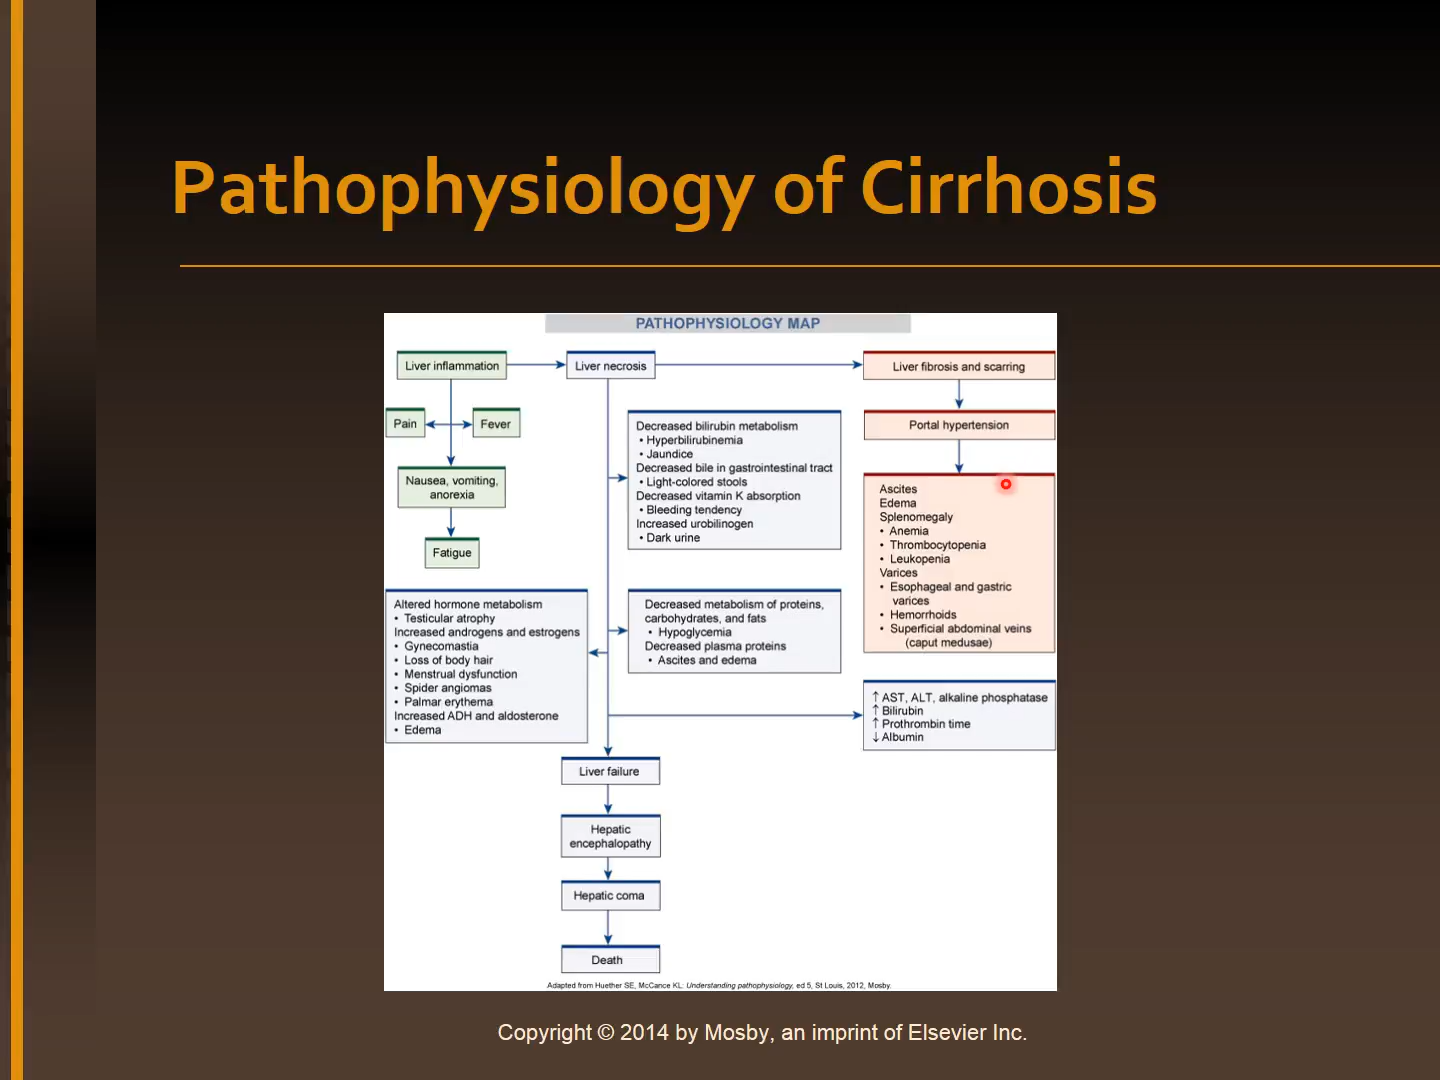 Pathophysiology of Cirrhosis
PATHOPHYSIOLOGY MAP
Liver inflammation
Liver necrosis
Liver fibrosis and scarring
Pain
Fever
Nausea, vomiting,
anorexia
Fatigue
Decreased bilirubin metabolism
• Hyperbilirubinemia
• Jaundice
Decreased bile in gastrointestinal tract
• Light-colored stools
Decreased vitamin K absorption
• Bleeding tendency
Increased urobilinogen
• Dark urine
Portal hypertension
Ascites
Edema
Splenomegaly
• Anemia
• Thrombocytopenia
• Leukopenia
Varices
• Esophageal and gastric
varices
• Hemorrhoids
• Superficial abdominal veins
(caput medusae)
Altered hormone metabolism
• Testicular atrophy
Increased androgens and estrogens
• Gynecomastia
• Loss of body hair
• Menstrual dysfunction
• Spider angiomas
• Palmar erythema
Increased ADH and aldosterone
• Edema
Decreased metabolism of proteins,
carbohydrates, and fats
• Hypoglycemia
Decreased plasma proteins
• Ascites and edema
↑ AST, ALT, alkaline phosphatase
↑ Bilirubin
↑ Prothrombin time
↓ Albumin
Liver failure
Hepatic
encephalopathy
Hepatic coma
Death
Adapted from Huether SE, McCance KL: Understanding pathophysiology, ed 5, St Louis, 2012, Mosby.
Copyright © 2014 by Mosby, an imprint of Elsevier Inc.